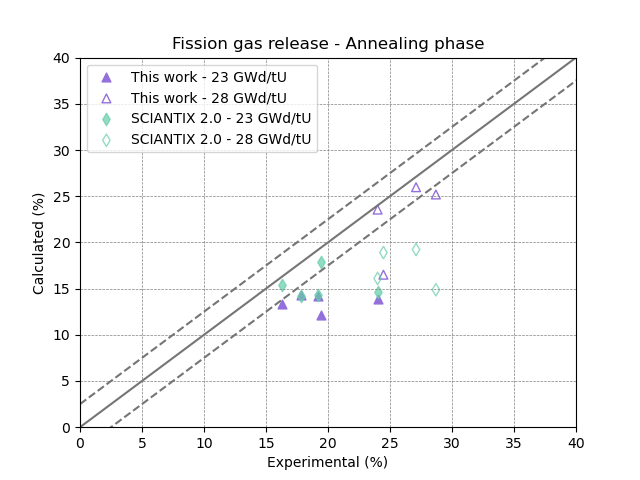 Fission gas release - Annealing phase
This work - 23 GWd/tU
This work - 28 GWd/tU
SCIANTIX 2.0 - 23 GWd/tU
SCIANTIX 2.0 - 28 GWd/tU
40
35
30
25
20
15
10
5
0
Calculated (%)
0 5 10 15 20 25 30 35 40
Experimental (%)